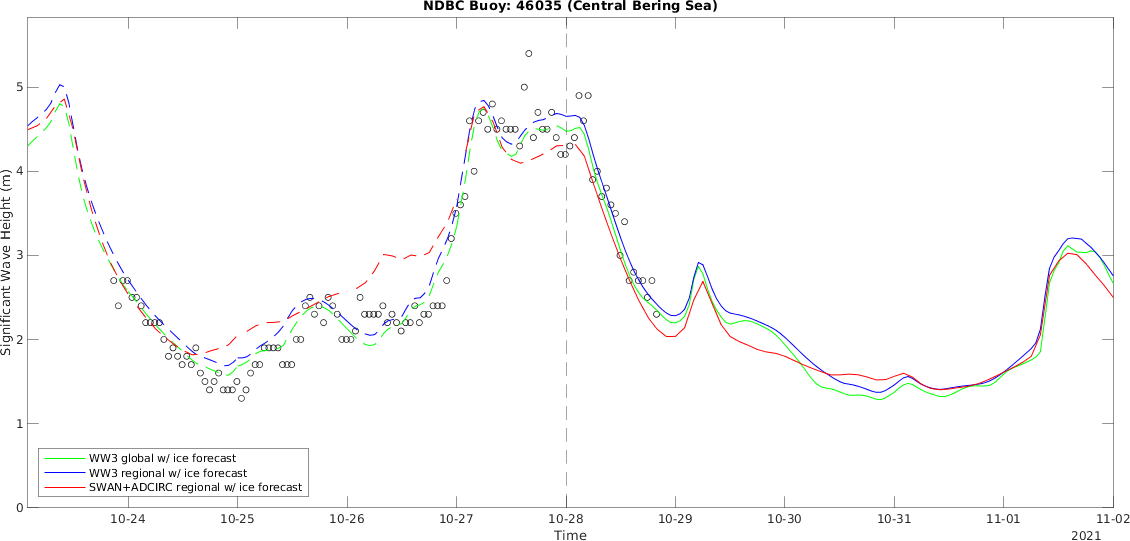 NDBC Buoy: 46035 (Central Bering Sea)
Significant Wave Height (m)
5
4
3
2
1
0
WW3 global w/ ice forecast
WW3 regional w/ ice forecast
SWAN+ADCIRC regional w/ ice forecast
10-24 10-25 10-26 10-27 10-28 10-29 10-30 10-31 11-01 11-02
Time
2021